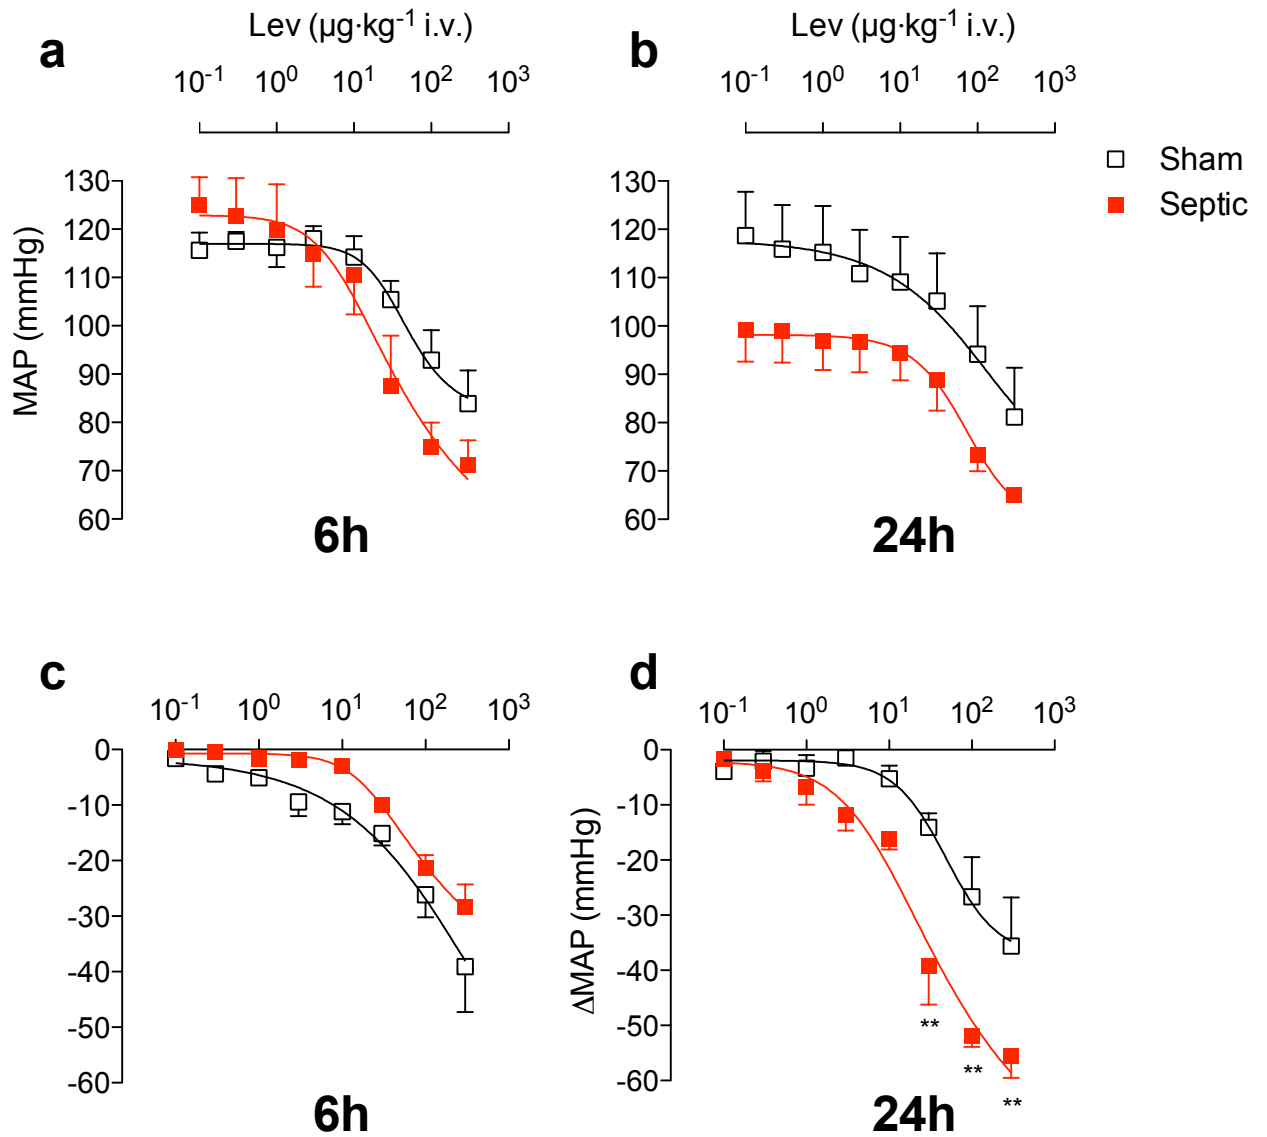 Lev (µg·kg⁻¹ i.v.)
Lev (µg·kg⁻¹ i.v.)
a
b
10⁻¹ 10⁰ 10¹ 10² 10³
10⁻¹ 10⁰ 10¹ 10² 10³
Sham
Septic
MAP (mmHg)
130
120
110
100
90
80
70
60
130
120
110
100
90
80
70
60
6h
24h
c
d
10⁻¹ 10⁰ 10¹ 10² 10³
10⁻¹ 10⁰ 10¹ 10² 10³
0
-10
-20
-30
-40
-50
-60
ΔMAP (mmHg)
0
-10
-20
-30
-40
-50
-60
**
**
**
6h
24h